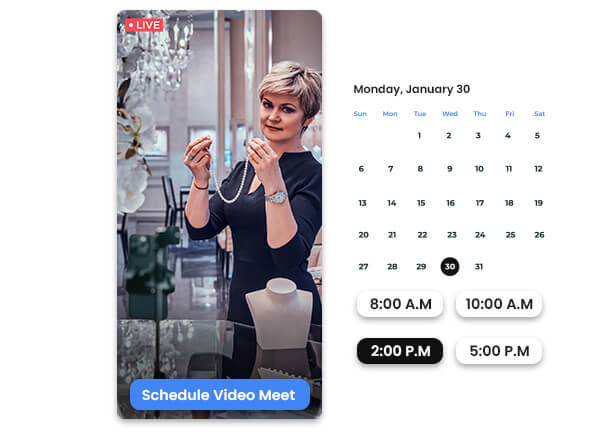 LIVE
Schedule Video Meet
Monday, January 30
Sun Mon Tue Wed Thu Fri Sat
1 2 3 4 5
6 7 8 9 10 11 12
13 14 15 16 17 19 19
20 21 22 23 24 25 26
27 28 29 30 31
8:00 A.M 10:00 A.M
2:00 P.M 5:00 P.M